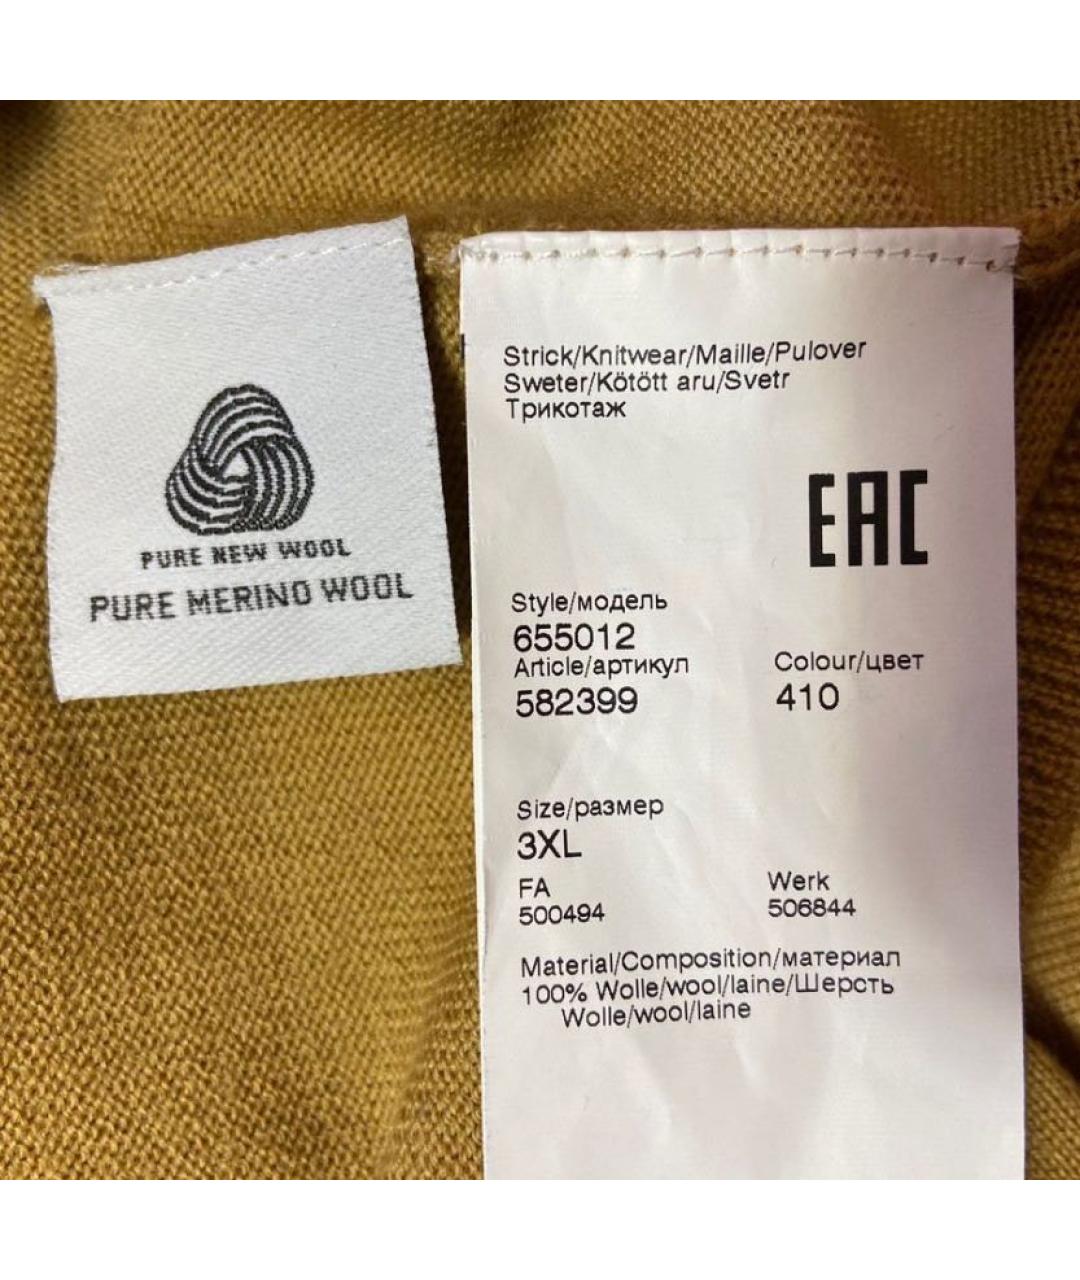 PURE NEW WOOL
PURE MERINO WOOL
Strick/Knitwear/Maille/Pulover
Sweter/Kötött aru/Svetr
Трикотаж
EAC
Style/модель
655012
Article/артикул
582399
Colour/цвет
410
Size/размер
3XL
FA
500494
Werk
506844
Material/Composition/материал
100% Wolle/wool/laine/Шерсть
Wolle/wool/laine